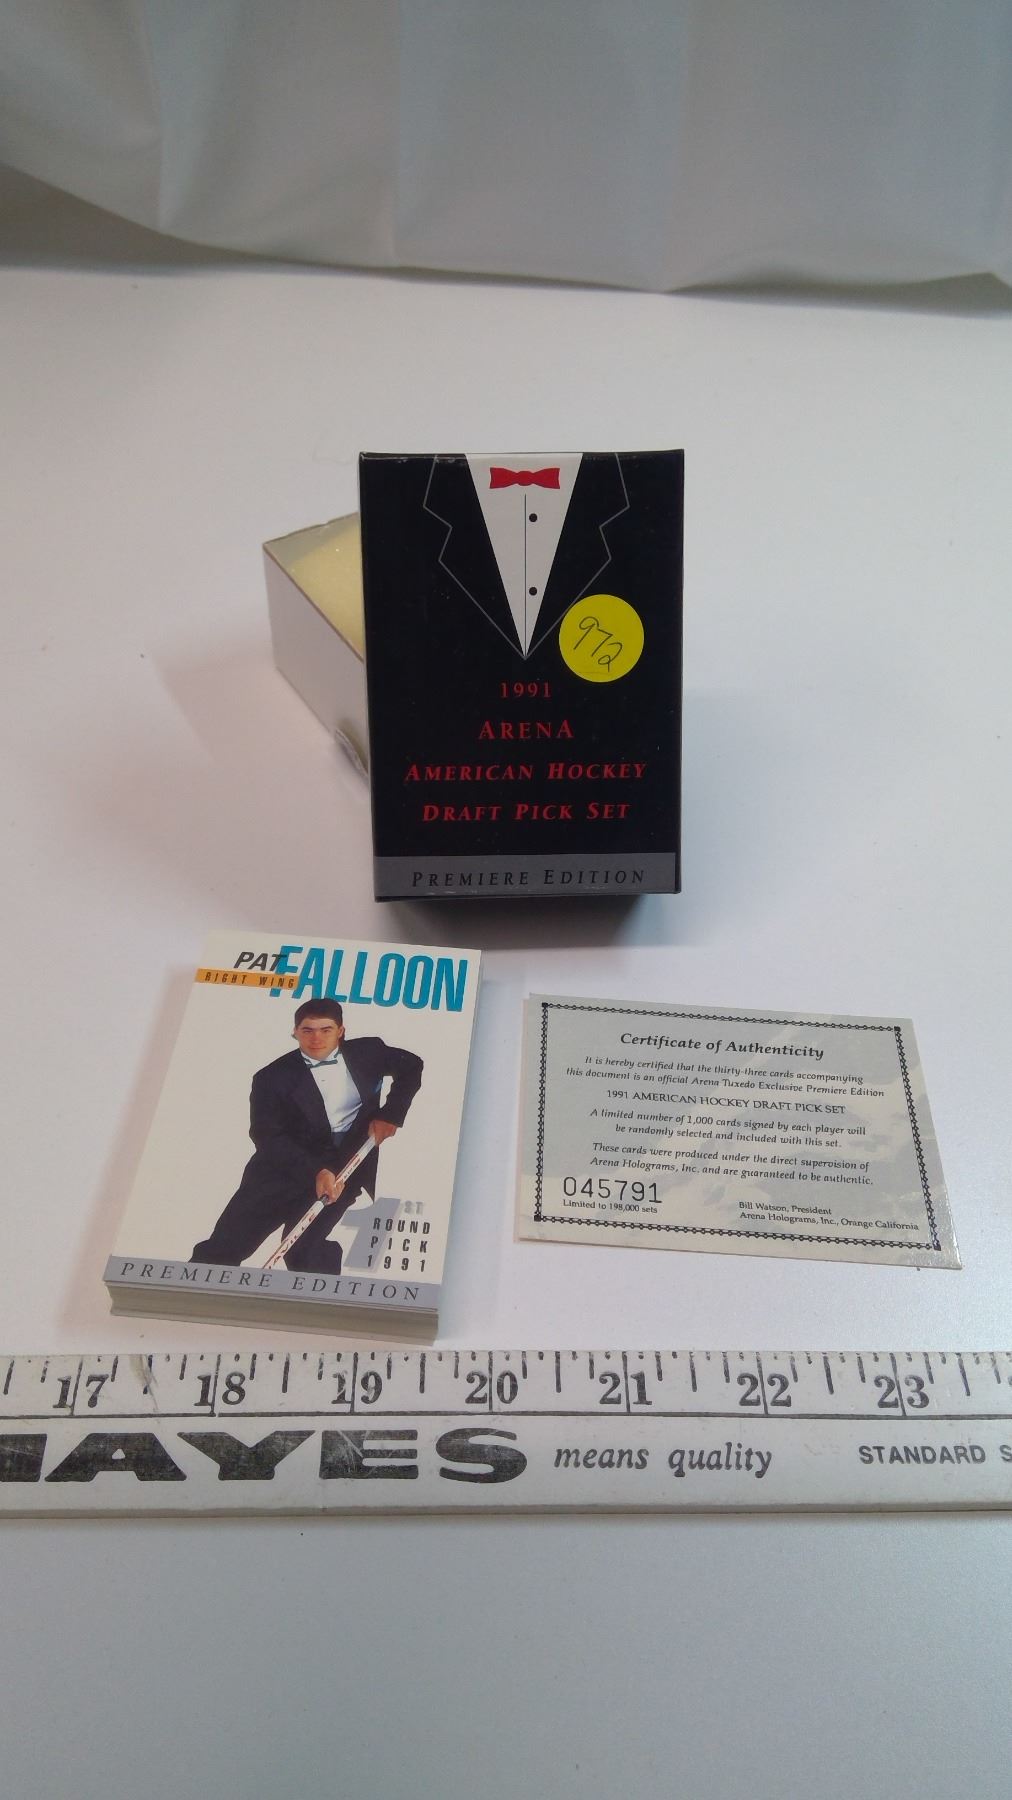 972
1991
ARENA
AMERICAN HOCKEY
DRAFT PICK SET
PREMIERE EDITION
PAT FALLOON
RIGHT WING
1ST
ROUND
PICK
1991
PREMIERE EDITION
Certificate of Authenticity
It is hereby certified that the thirty-three cards accompanying
this document is an official Arena Tuxedo Exclusive Premiere Edition
1991 AMERICAN HOCKEY DRAFT PICK SET
A limited number of 1,000 cards signed by each player will
be randomly selected and included with this set.
These cards were produced under the direct supervision of
Arena Holograms, Inc. and are guaranteed to be authentic.
045791
Limited to 198,000 sets
Bill Watson, President
Arena Holograms, Inc., Orange California
17 18 19 20 21 22 23
HAYES means quality STANDARD S